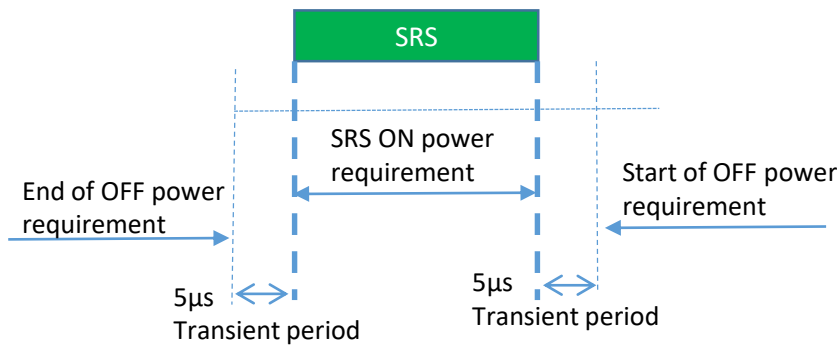 SRS
SRS ON power
requirement
End of OFF power
requirement
Start of OFF power
requirement
5µs
Transient period
5µs
Transient period